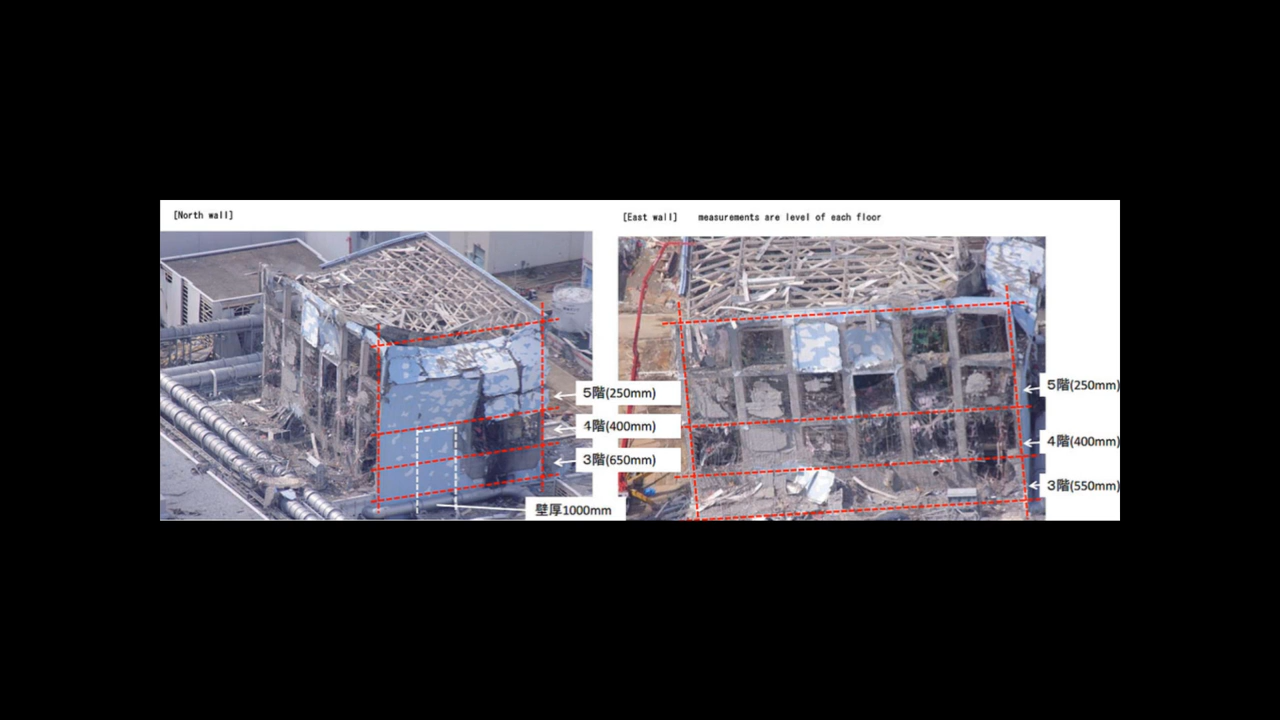 [North wall]
5階(250mm)
4階(400mm)
3階(650mm)
壁厚1000mm
[East wall] measurements are level of each floor
5階(250mm)
4階(400mm)
3階(550mm)